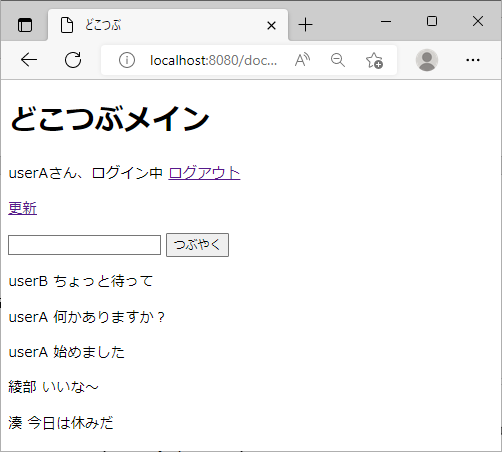 どこつぶ
localhost:8080/doc...
どこつぶメイン
userAさん、ログイン中 ログアウト
更新
つぶやく
userB ちょっと待って
userA 何かありますか？
userA 始めました
綾部 いいな～
湊 今日は休みだ